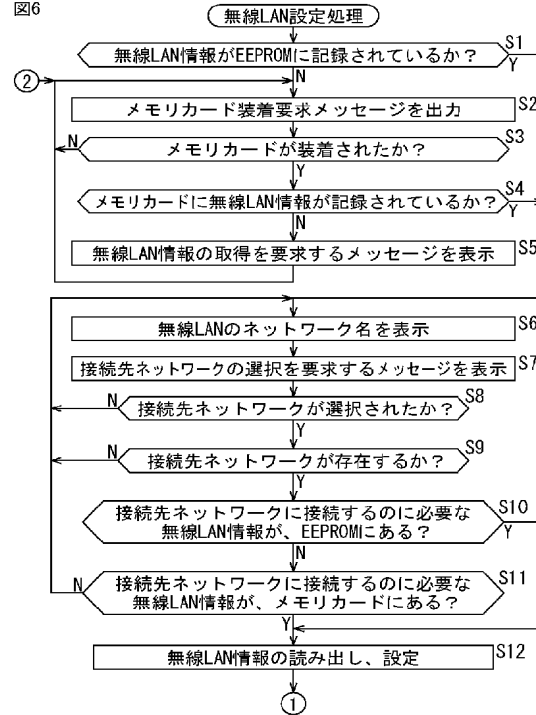 図6
無線LAN設定処理
無線LAN情報がEEPROMに記録されているか？
S1
Y
N
②
メモリカード装着要求メッセージを出力
S2
メモリカードが装着されたか？
S3
N
Y
メモリカードに無線LAN情報が記録されているか？
S4
Y
N
無線LAN情報の取得を要求するメッセージを表示
S5
無線LANのネットワーク名を表示
S6
接続先ネットワークの選択を要求するメッセージを表示
S7
接続先ネットワークが選択されたか？
S8
N
Y
接続先ネットワークが存在するか？
S9
N
Y
接続先ネットワークに接続するのに必要な
無線LAN情報が、EEPROMにある？
S10
Y
N
接続先ネットワークに接続するのに必要な
無線LAN情報が、メモリカードにある？
S11
N
Y
無線LAN情報の読み出し、設定
S12
①